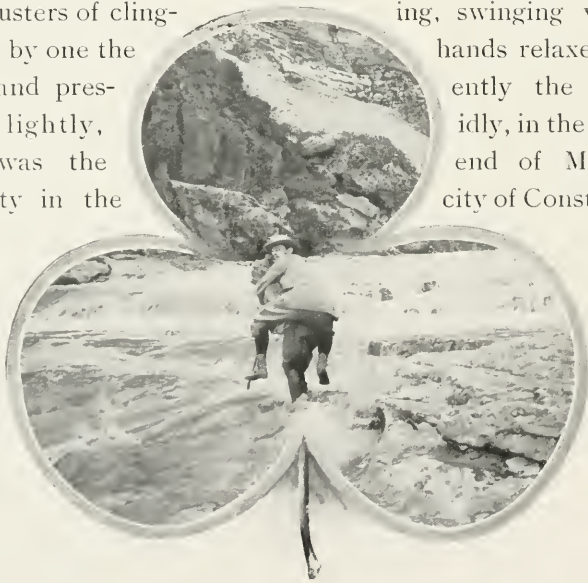 usters of cling- ing, swinging
by one the hands relaxe
and pres- ently the
lightly, idly, in the
was the end of M
ty in the city of Const